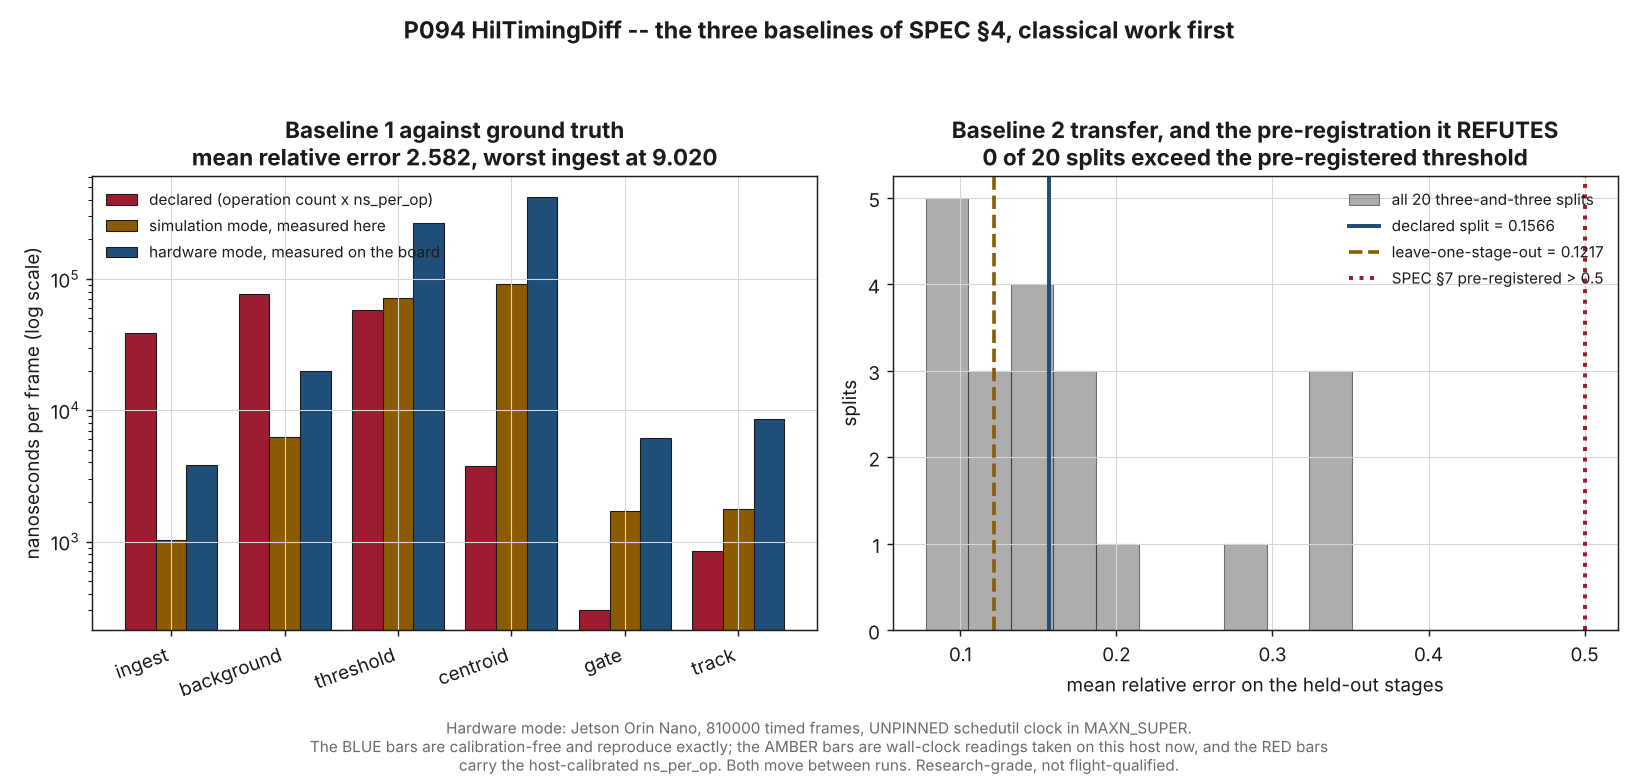 P094 HilTimingDiff -- the three baselines of SPEC §4, classical work first
Baseline 1 against ground truth
mean relative error 2.582, worst ingest at 9.020
declared (operation count x ns_per_op)
simulation mode, measured here
hardware mode, measured on the board
nanoseconds per frame (log scale)
10⁵
10⁴
10³
ingest
background
threshold
centroid
gate
track
Baseline 2 transfer, and the pre-registration it REFUTES
0 of 20 splits exceed the pre-registered threshold
all 20 three-and-three splits
declared split = 0.1566
leave-one-stage-out = 0.1217
SPEC §7 pre-registered > 0.5
splits
5
4
3
2
1
0
0.1
0.2
0.3
0.4
0.5
mean relative error on the held-out stages
Hardware mode: Jetson Orin Nano, 810000 timed frames, UNPINNED schedutil clock in MAXN_SUPER.
The BLUE bars are calibration-free and reproduce exactly; the AMBER bars are wall-clock readings taken on this host now, and the RED bars
carry the host-calibrated ns_per_op. Both move between runs. Research-grade, not flight-qualified.